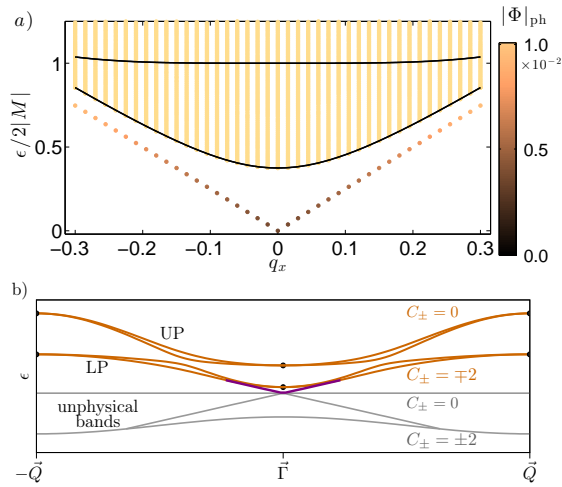 a)
|Φ|ph
1.0
×10⁻²
0.5
0.0
ϵ/2|M|
1
0.5
0
−0.3 −0.2 −0.1 0 0.1 0.2 0.3
qx
b)
UP
C± = 0
LP
C± = ∓2
ϵ
unphysical
bands
C± = 0
C± = ±2
−Q⃗ Γ⃗ Q⃗